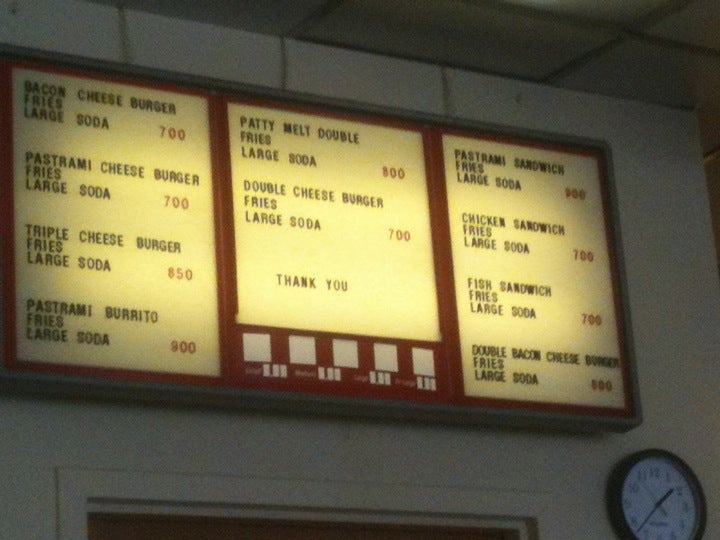 BACON CHEESE BURGER
FRIES
LARGE SODA
700
PASTRAMI CHEESE BURGER
FRIES
LARGE SODA
700
TRIPLE CHEESE BURGER
FRIES
LARGE SODA
850
PASTRAMI BURRITO
FRIES
LARGE SODA
900
PATTY MELT DOUBLE
FRIES
LARGE SODA
800
DOUBLE CHEESE BURGER
FRIES
LARGE SODA
700
THANK YOU
PASTRAMI SANDWICH
FRIES
LARGE SODA
900
CHICKEN SANDWICH
FRIES
LARGE SODA
700
FISH SANDWICH
FRIES
LARGE SODA
700
DOUBLE BACON CHEESE BURGER
FRIES
LARGE SODA
800